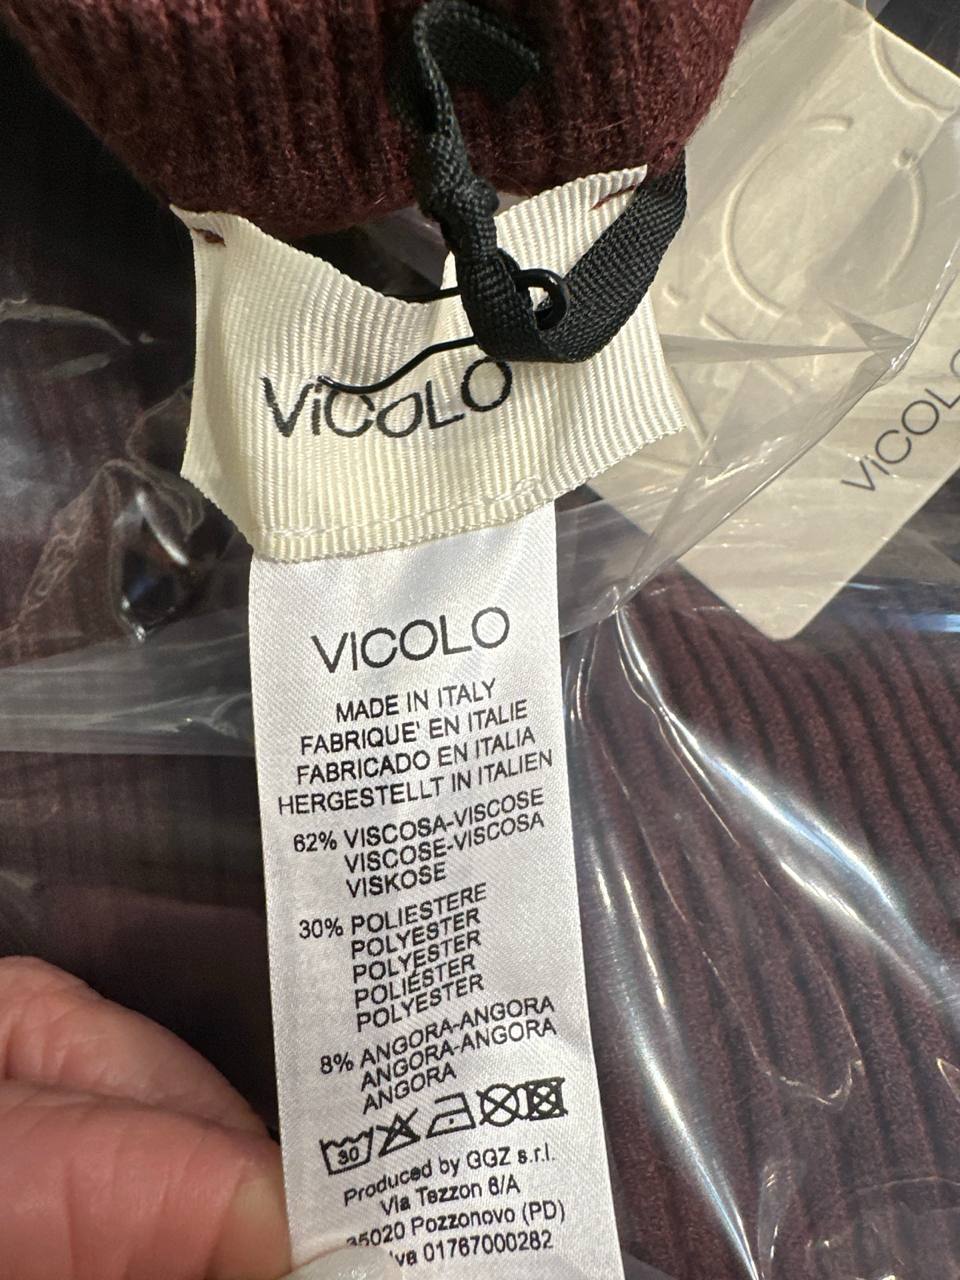 ViCOLO
ViCOLO
VICOLO
MADE IN ITALY
FABRIQUE' EN ITALIE
FABRICADO EN ITALIA
HERGESTELLT IN ITALIEN
62% VISCOSA-VISCOSE
VISCOSE-VISCOSA
VISKOSE
30% POLIESTERE
POLYESTER
POLYESTER
POLIÉSTER
POLYESTER
8% ANGORA-ANGORA
ANGORA-ANGORA
ANGORA
30
Produced by GGZ s.r.l.
Via Tezzon 6/A
35020 Pozzonovo (PD)
01767000282